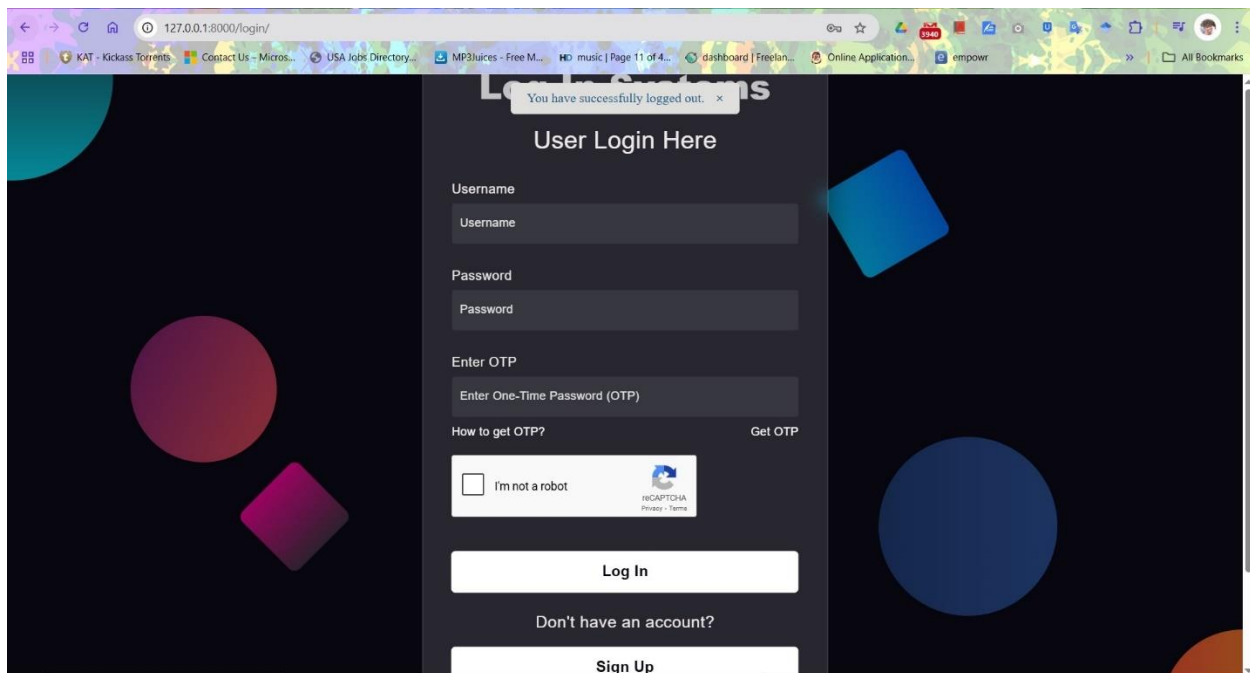 127.0.0.1:8000/login/
3940
KAT - Kickass Torrents Contact Us – Micros... USA Jobs Directory... MP3Juices - Free M... HD music | Page 11 of 4... dashboard | Freelan... Online Application... empowr » All Bookmarks
Log In Systems
You have successfully logged out. ×
User Login Here
Username
Username
Password
Password
Enter OTP
Enter One-Time Password (OTP)
How to get OTP? Get OTP
I'm not a robot
reCAPTCHA
Privacy - Terms
Log In
Don't have an account?
Sign Up